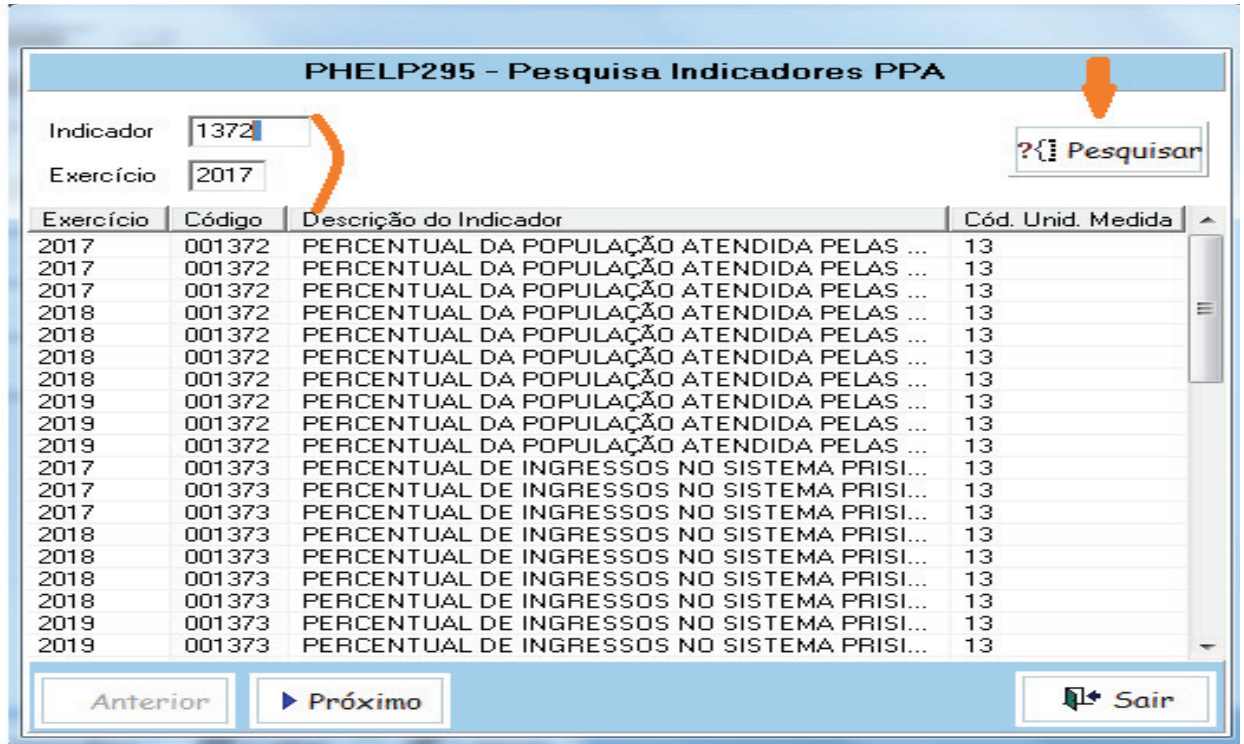 PHELP295 - Pesquisa Indicadores PPA
Indicador 1372
?{] Pesquisar
Exercício 2017
Exercício Código Descrição do Indicador Cód. Unid. Medida
2017 001372 PERCENTUAL DA POPULAÇÃO ATENDIDA PELAS ... 13
2017 001372 PERCENTUAL DA POPULAÇÃO ATENDIDA PELAS ... 13
2017 001372 PERCENTUAL DA POPULAÇÃO ATENDIDA PELAS ... 13
2018 001372 PERCENTUAL DA POPULAÇÃO ATENDIDA PELAS ... 13
2018 001372 PERCENTUAL DA POPULAÇÃO ATENDIDA PELAS ... 13
2018 001372 PERCENTUAL DA POPULAÇÃO ATENDIDA PELAS ... 13
2018 001372 PERCENTUAL DA POPULAÇÃO ATENDIDA PELAS ... 13
2019 001372 PERCENTUAL DA POPULAÇÃO ATENDIDA PELAS ... 13
2019 001372 PERCENTUAL DA POPULAÇÃO ATENDIDA PELAS ... 13
2019 001372 PERCENTUAL DA POPULAÇÃO ATENDIDA PELAS ... 13
2017 001373 PERCENTUAL DE INGRESSOS NO SISTEMA PRISI... 13
2017 001373 PERCENTUAL DE INGRESSOS NO SISTEMA PRISI... 13
2017 001373 PERCENTUAL DE INGRESSOS NO SISTEMA PRISI... 13
2018 001373 PERCENTUAL DE INGRESSOS NO SISTEMA PRISI... 13
2018 001373 PERCENTUAL DE INGRESSOS NO SISTEMA PRISI... 13
2018 001373 PERCENTUAL DE INGRESSOS NO SISTEMA PRISI... 13
2018 001373 PERCENTUAL DE INGRESSOS NO SISTEMA PRISI... 13
2019 001373 PERCENTUAL DE INGRESSOS NO SISTEMA PRISI... 13
2019 001373 PERCENTUAL DE INGRESSOS NO SISTEMA PRISI... 13
Anterior Próximo Sair